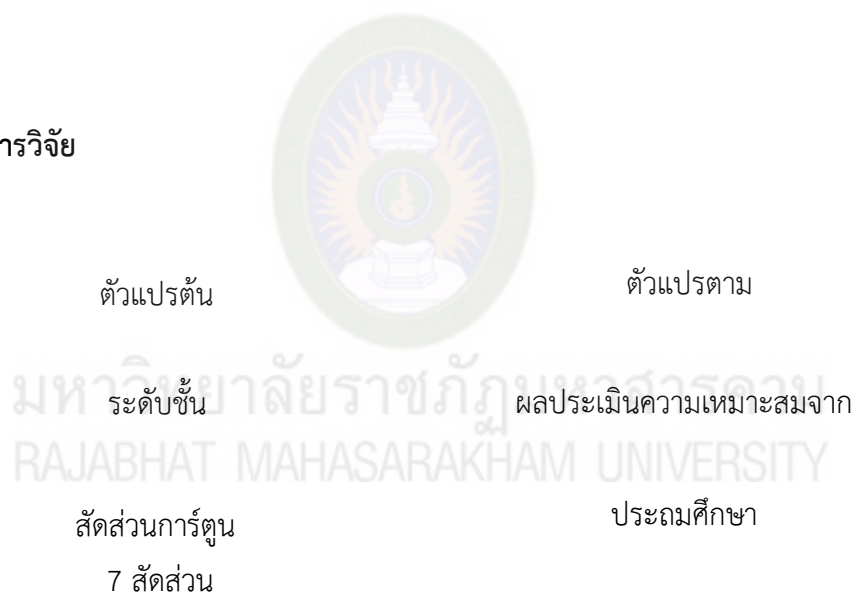 ารวิจัย
ตัวแปรต้น
ตัวแปรตาม
ระดับชั้น
ผลประเมินความเหมาะสมจาก
มหาวิทยาลัยราชภัฏมหาสารคาม
RAJABHAT MAHASARAKHAM UNIVERSITY
สัดส่วนการ์ตูน
7 สัดส่วน
ประถมศึกษา